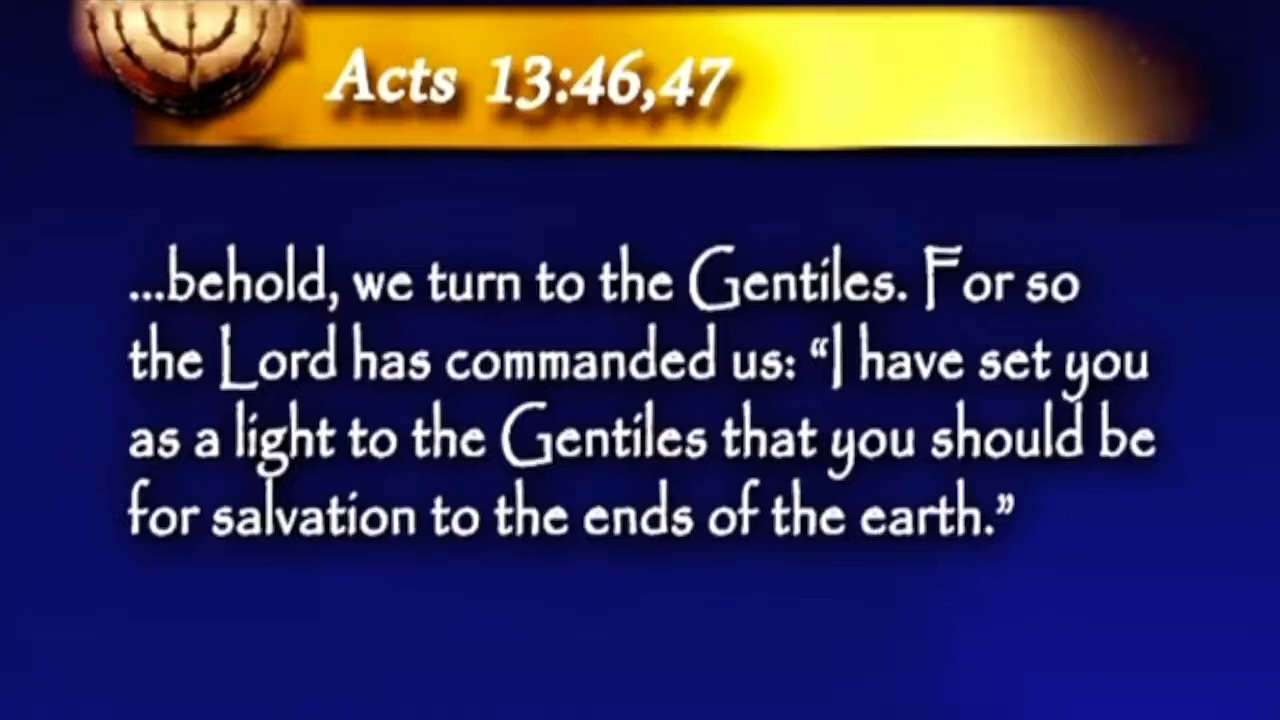 Acts 13:46,47
...behold, we turn to the Gentiles. For so
the Lord has commanded us: “I have set you
as a light to the Gentiles that you should be
for salvation to the ends of the earth.”